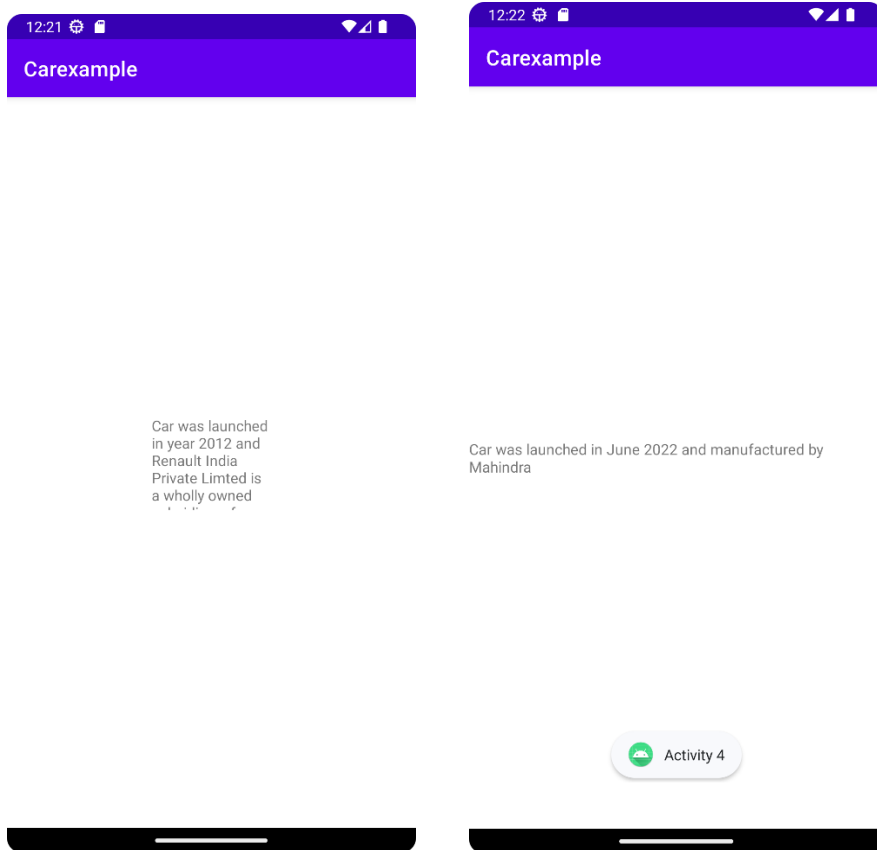 12:21
Carexample
Car was launched
in year 2012 and
Renault India
Private Limted is
a wholly owned
12:22
Carexample
Car was launched in June 2022 and manufactured by
Mahindra
Activity 4